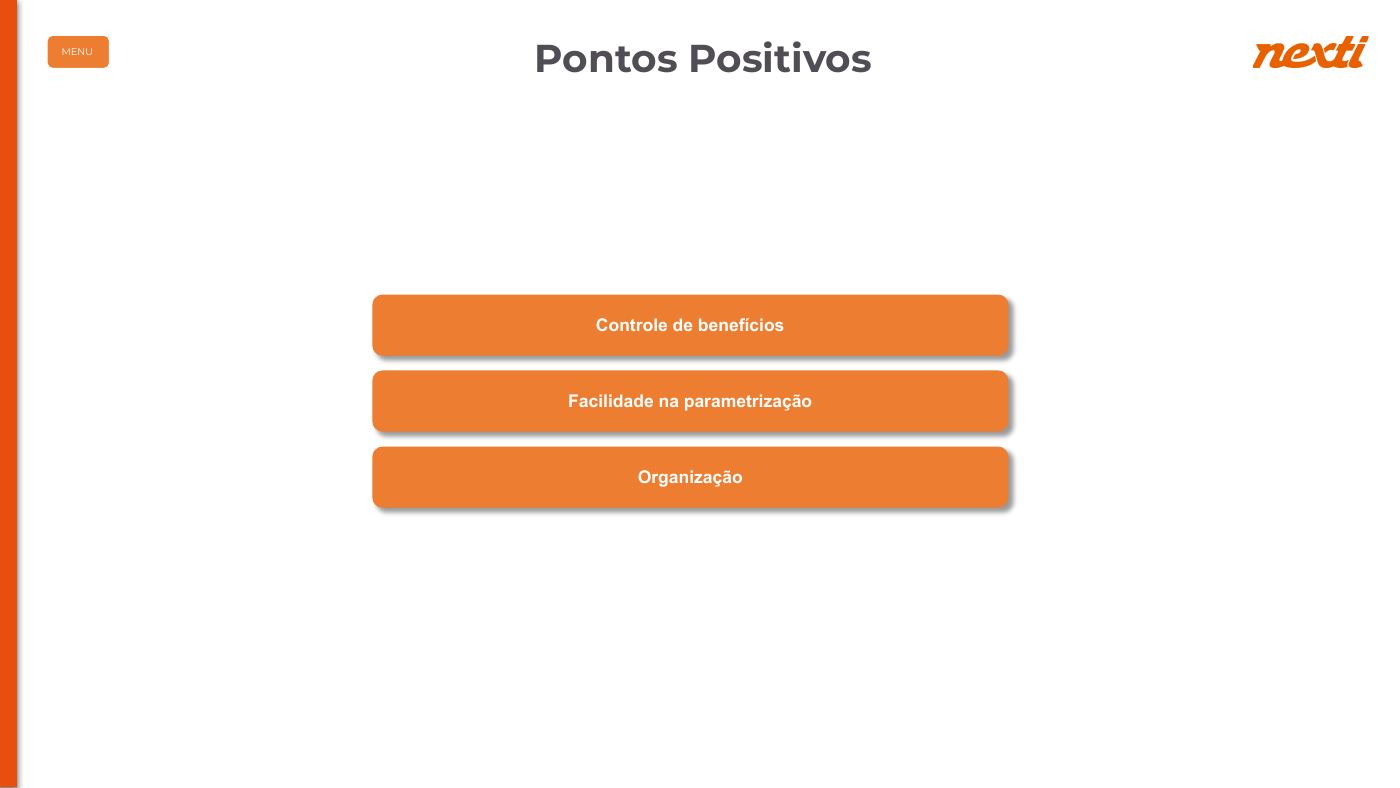 MENU
Pontos Positivos
nexti
Controle de benefícios
Facilidade na parametrização
Organização